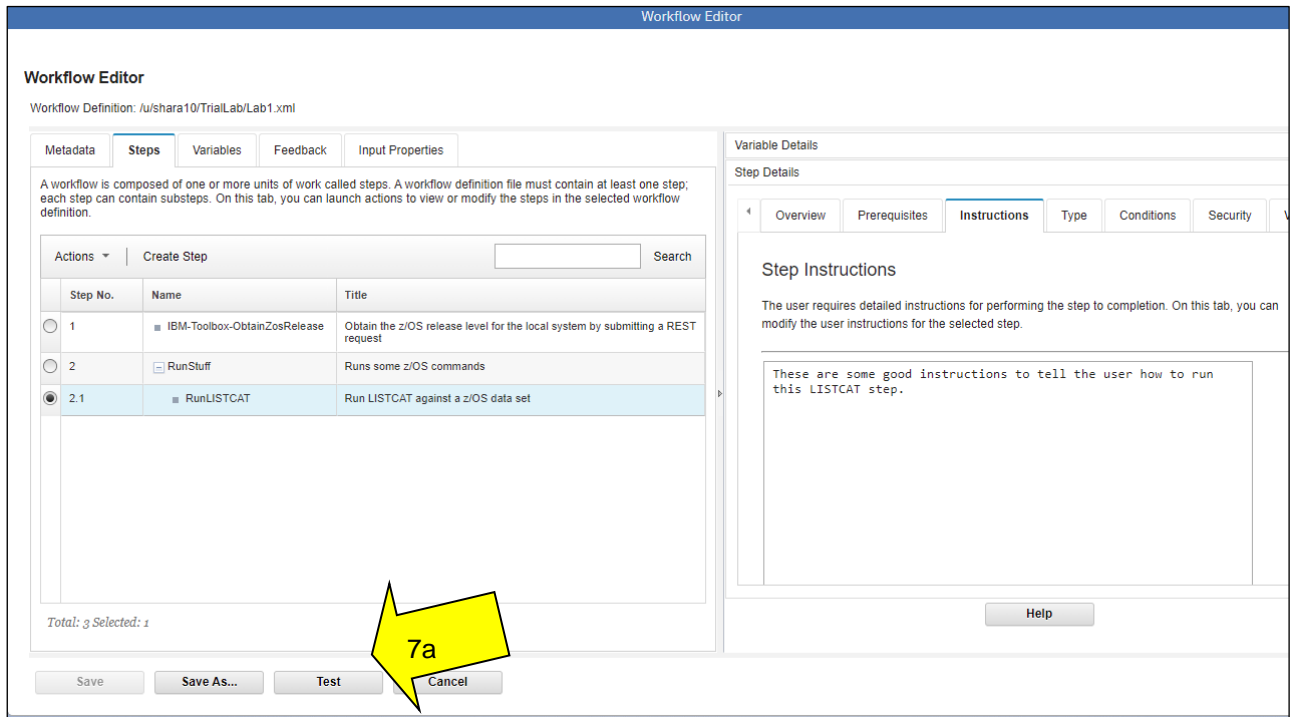 Workflow Editor
Workflow Editor
Workflow Definition: /u/shara10/TrialLab/Lab1.xml
Metadata Steps Variables Feedback Input Properties
A workflow is composed of one or more units of work called steps. A workflow definition file must contain at least one step;
each step can contain substeps. On this tab, you can launch actions to view or modify the steps in the selected workflow
definition.
Actions Create Step Search
Step No. Name Title
1 IBM-Toolbox-ObtainZosRelease Obtain the z/OS release level for the local system by submitting a REST
request
2 RunStuff Runs some z/OS commands
2.1 RunLISTCAT Run LISTCAT against a z/OS data set
Total: 3 Selected: 1
Variable Details
Step Details
Overview Prerequisites Instructions Type Conditions Security
Step Instructions
The user requires detailed instructions for performing the step to completion. On this tab, you can
modify the user instructions for the selected step.
These are some good instructions to tell the user how to run
this LISTCAT step.
Help
7a
Save Save As... Test Cancel